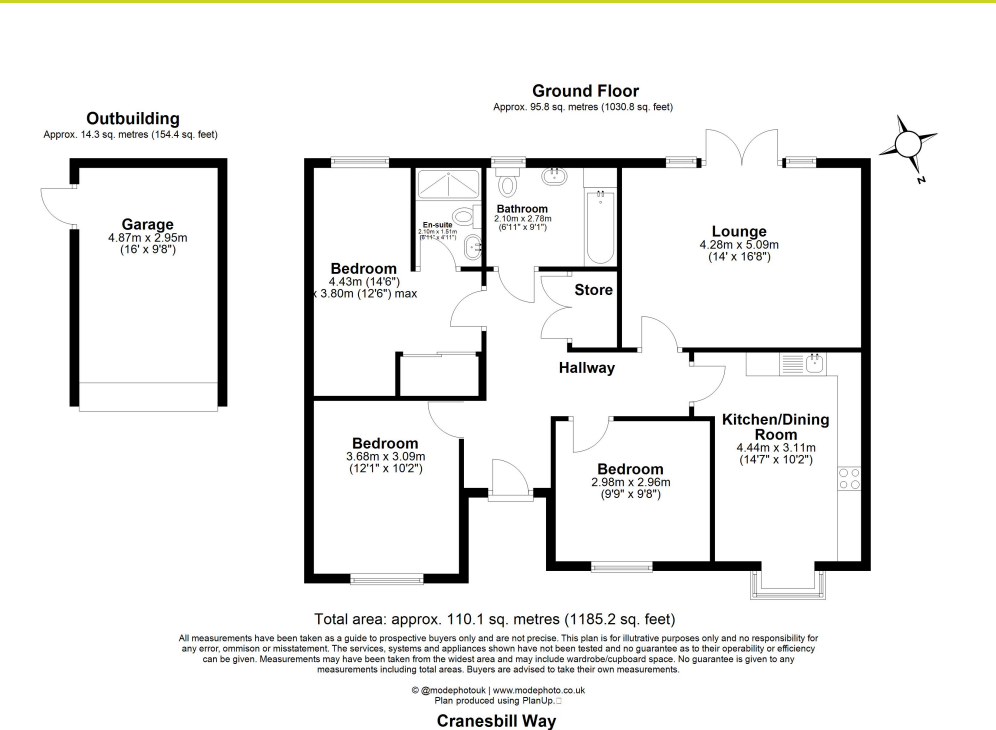 Ground Floor
Approx. 95.8 sq. metres (1030.8 sq. feet)
Outbuilding
Approx. 14.3 sq. metres (154.4 sq. feet)
N
Garage
4.87m x 2.95m
(16' x 9'8")
En-suite
2.10m x 1.51m
(6'11" x 4'11")
Bathroom
2.10m x 2.78m
(6'11" x 9'1")
Lounge
4.28m x 5.09m
(14' x 16'8")
Bedroom
4.43m (14'6")
x 3.80m (12'6") max
Store
Hallway
Kitchen/Dining
Room
4.44m x 3.11m
(14'7" x 10'2")
Bedroom
3.68m x 3.09m
(12'1" x 10'2")
Bedroom
2.98m x 2.96m
(9'9" x 9'8")
Total area: approx. 110.1 sq. metres (1185.2 sq. feet)
All measurements have been taken as a guide to prospective buyers only and are not precise. This plan is for illutrative purposes only and no responsibility for
any error, ommison or misstatement. The services, systems and appliances shown have not been tested and no guarantee as to their operability or efficiency
can be given. Measurements may have been taken from the widest area and may include wardrobe/cupboard space. No guarantee is given to any
measurements including total areas. Buyers are advised to take their own measurements.
© @modephotouk | www.modephoto.co.uk
Plan produced using PlanUp.
Cranesbill Way